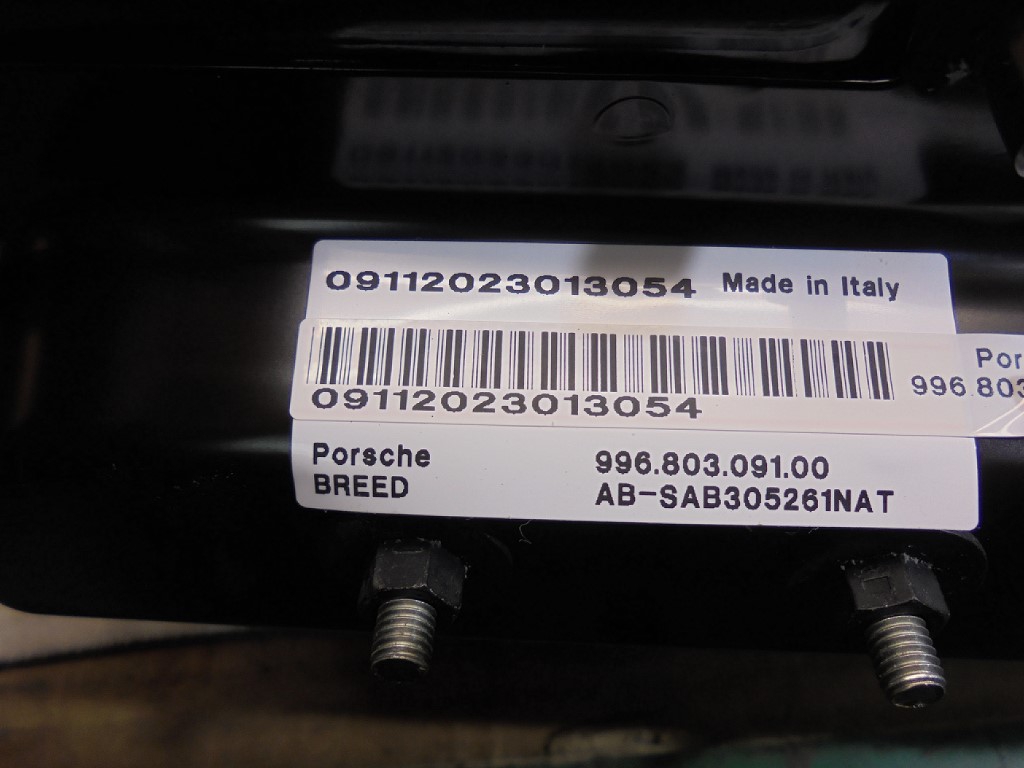 09112023013054 Made in Italy
09112023013054
Por
996.803
Porsche 996.803.091.00
BREED AB-SAB305261NAT